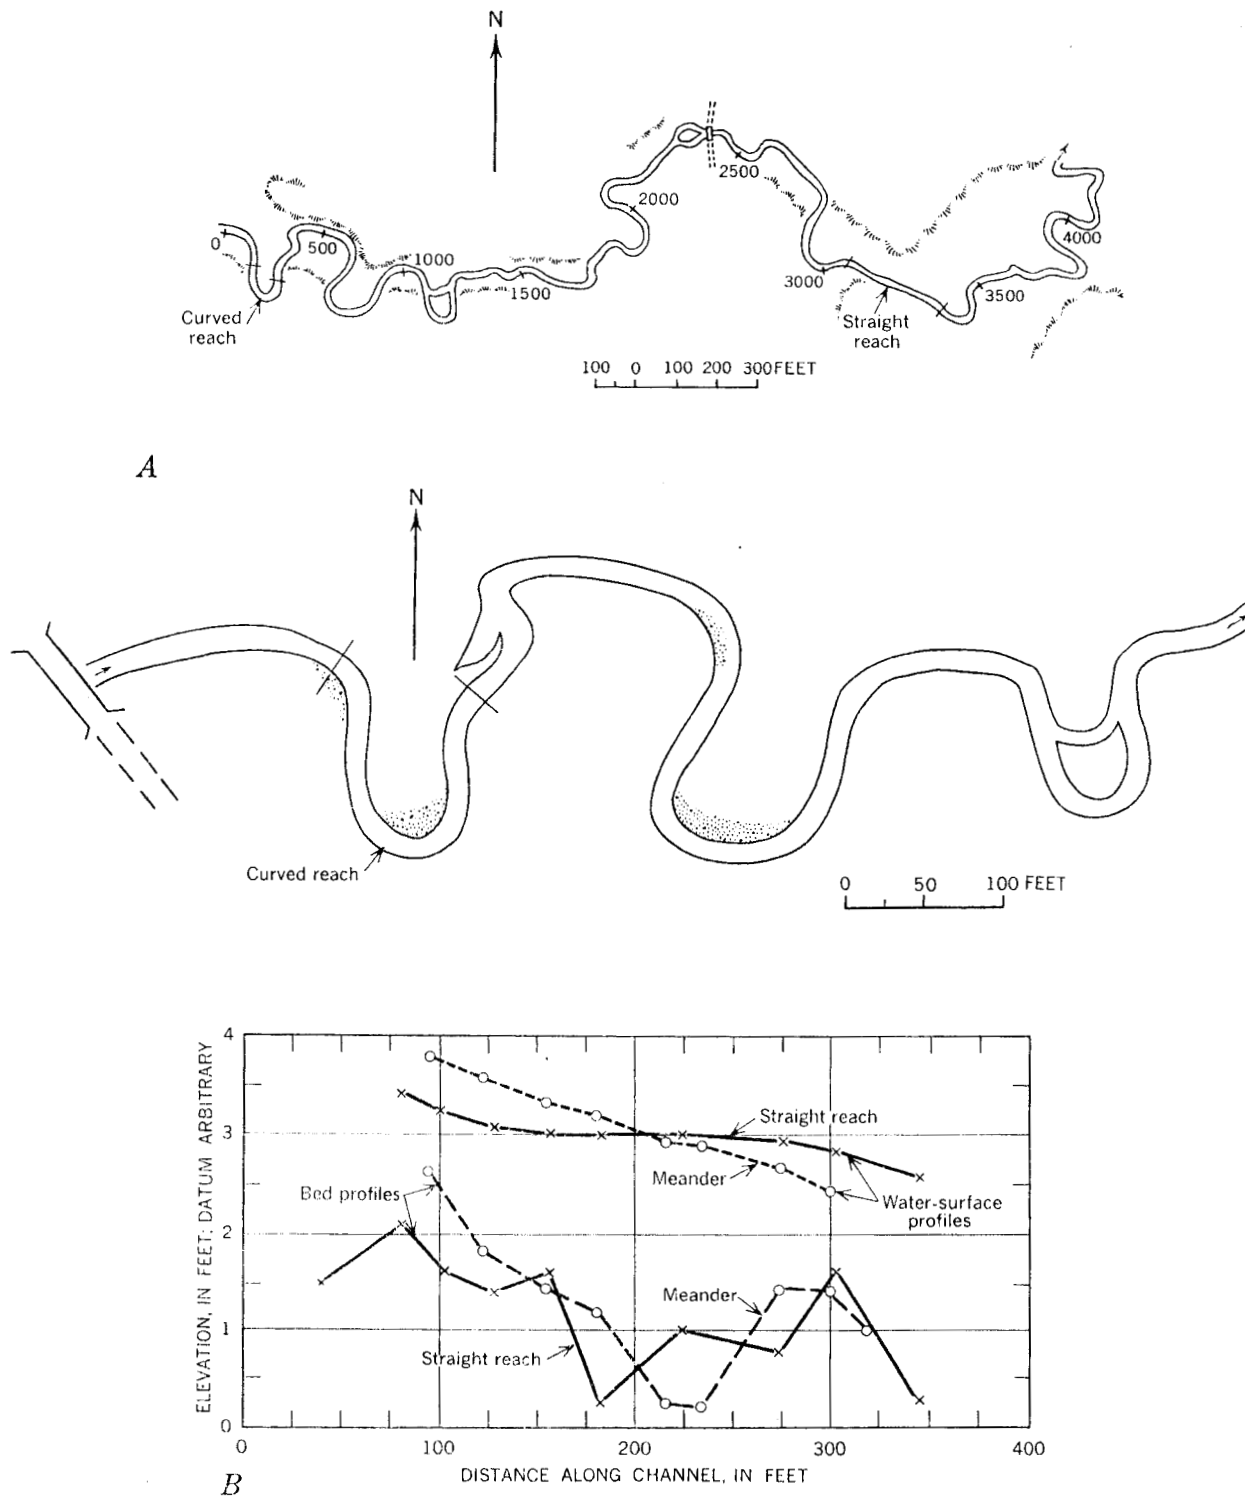 N
0
500
1000
1500
2000
2500
3000
3500
4000
Curved
reach
Straight
reach
100 0 100 200 300 FEET
A
N
Curved reach
0 50 100 FEET
4
3
2
1
0
ELEVATION, IN FEET; DATUM ARBITRARY
Straight reach
Meander
Bed profiles
Water-surface
profiles
Meander
Straight reach
0 100 200 300 400
DISTANCE ALONG CHANNEL, IN FEET
B